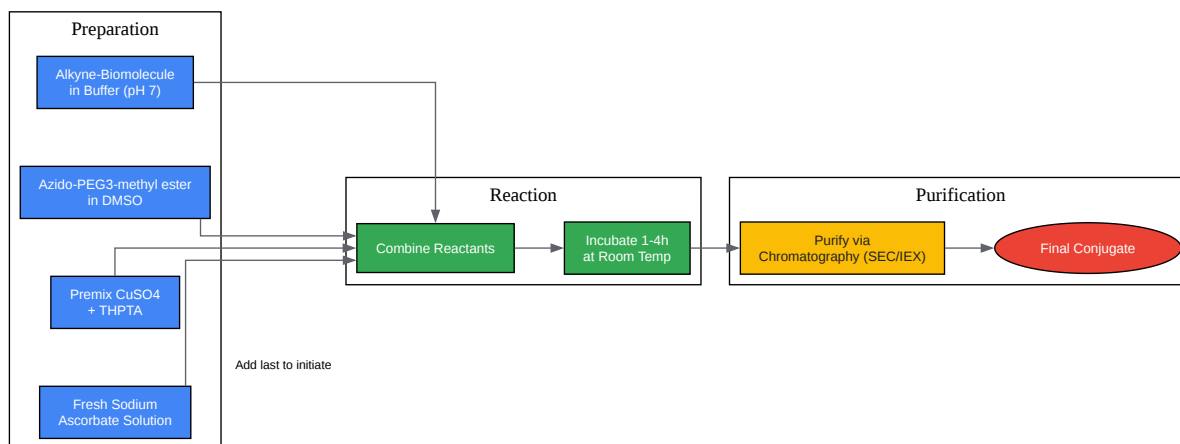 Preparation
Alkyne-Biomolecule
in Buffer (pH 7)
Azido-PEG3-methyl ester
in DMSO
Premix CuSO4
+ THPTA
Fresh Sodium
Ascorbate Solution
Add last to initiate
Reaction
Combine Reactants
Incubate 1-4h
at Room Temp
Purification
Purify via
Chromatography (SEC/IEX)
Final Conjugate